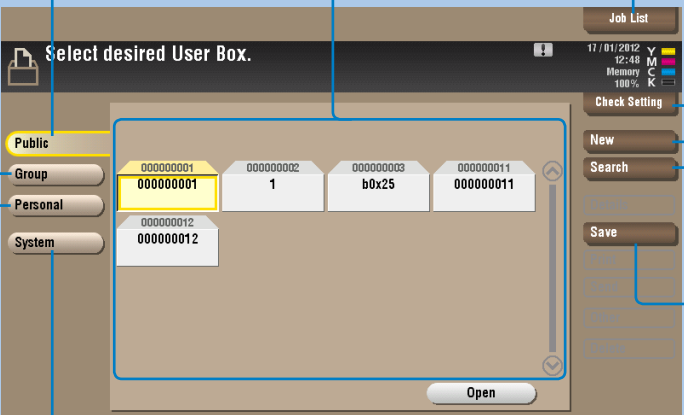 Job List
Select desired User Box.
17/01/2012
12:48
Memory
100%
Y
M
C
K
Check Setting
Public
New
Group
Search
Personal
System
Save
000000001
000000001
000000002
1
000000003
b0x25
000000011
000000011
000000012
000000012
Open